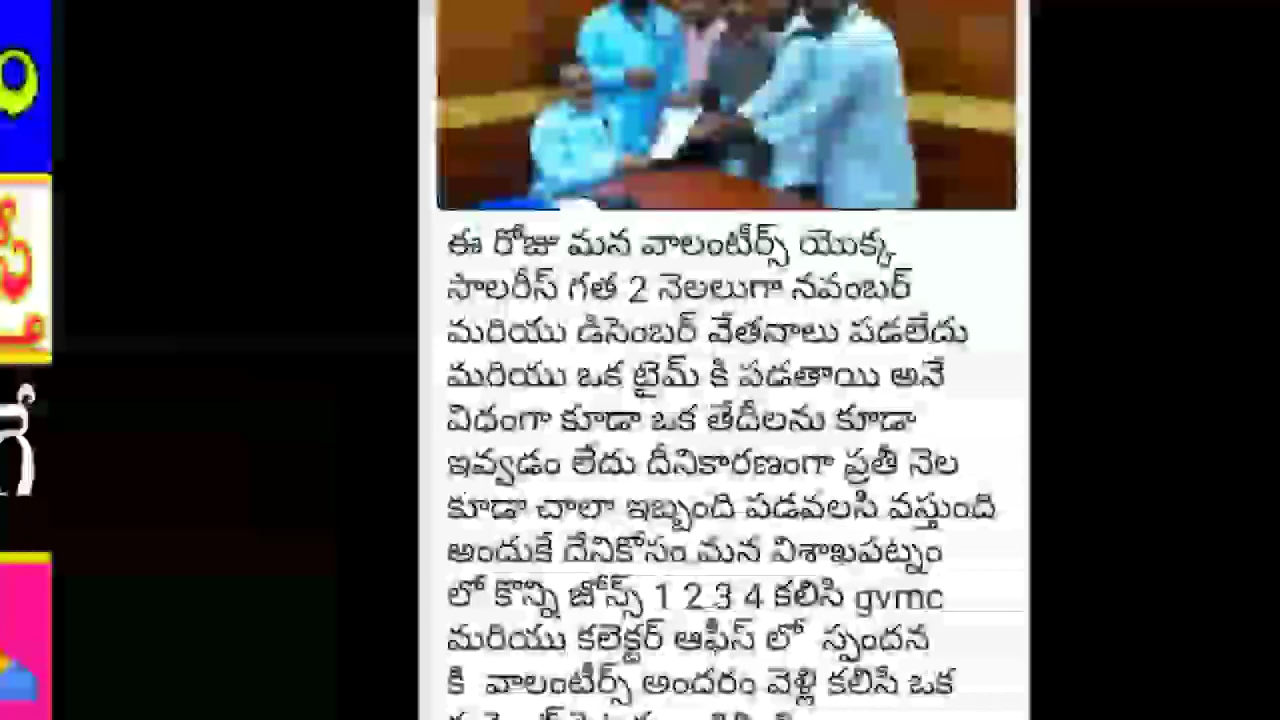 ఈ రోజు మన వాలంటీర్స్ యొక్క
సాలరీస్ గత 2 నెలలుగా నవంబర్
మరియు డిసెంబర్ వేతనాలు పడలేదు
మరియు ఒక టైమ్ కి పడతాయి అనే
విధంగా కూడా ఒక తేదీలను కూడా
ఇవ్వడం లేదు దీనికారణంగా ప్రతీ నెల
కూడా చాలా ఇబ్బంది పడవలసి వస్తుంది
అందుకే దేనికోసం మన విశాఖపట్నం
లో కొన్ని జోన్స్ 1 2 3 4 కలిసి gvmc
మరియు కలెక్టర్ ఆఫీస్ లో స్పందన
కి వాలంటీర్స్ అందరం వెళ్లి కలిసి ఒక